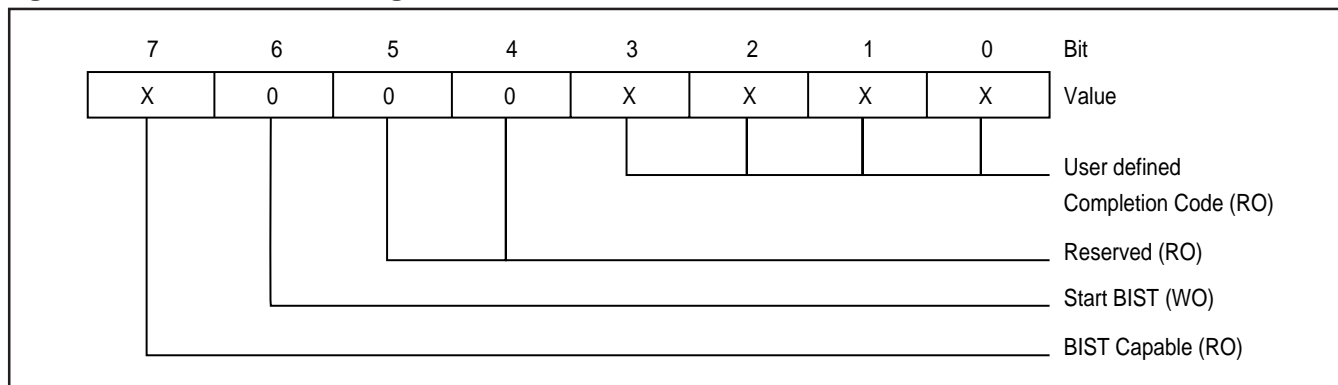 7 6 5 4 3 2 1 0 Bit
X 0 0 0 X X X X Value
User defined
Completion Code (RO)
Reserved (RO)
Start BIST (WO)
BIST Capable (RO)